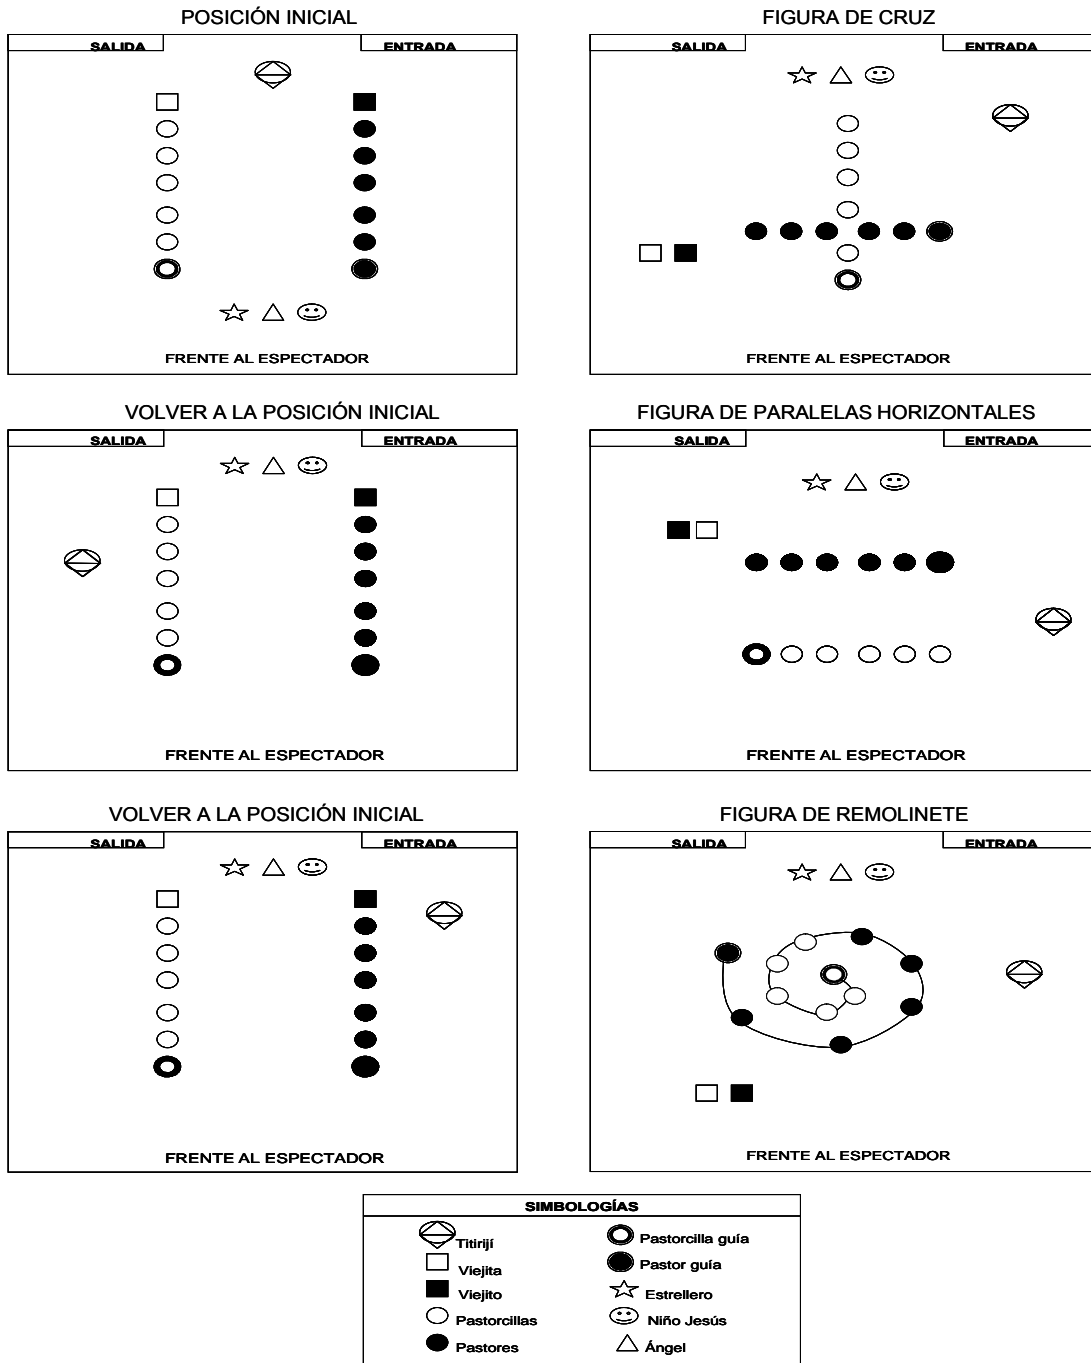 POSICIÓN INICIAL
SALIDA
ENTRADA
FRENTE AL ESPECTADOR
FIGURA DE CRUZ
SALIDA
ENTRADA
FRENTE AL ESPECTADOR
VOLVER A LA POSICIÓN INICIAL
SALIDA
ENTRADA
FRENTE AL ESPECTADOR
FIGURA DE PARALELAS HORIZONTALES
SALIDA
ENTRADA
FRENTE AL ESPECTADOR
VOLVER A LA POSICIÓN INICIAL
SALIDA
ENTRADA
FRENTE AL ESPECTADOR
FIGURA DE REMOLINETE
SALIDA
ENTRADA
FRENTE AL ESPECTADOR
SIMBOLOGÍAS
Titirijí
Viejita
Viejito
Pastorcillas
Pastores
Pastorcilla guía
Pastor guía
Estrellero
Niño Jesús
Ángel